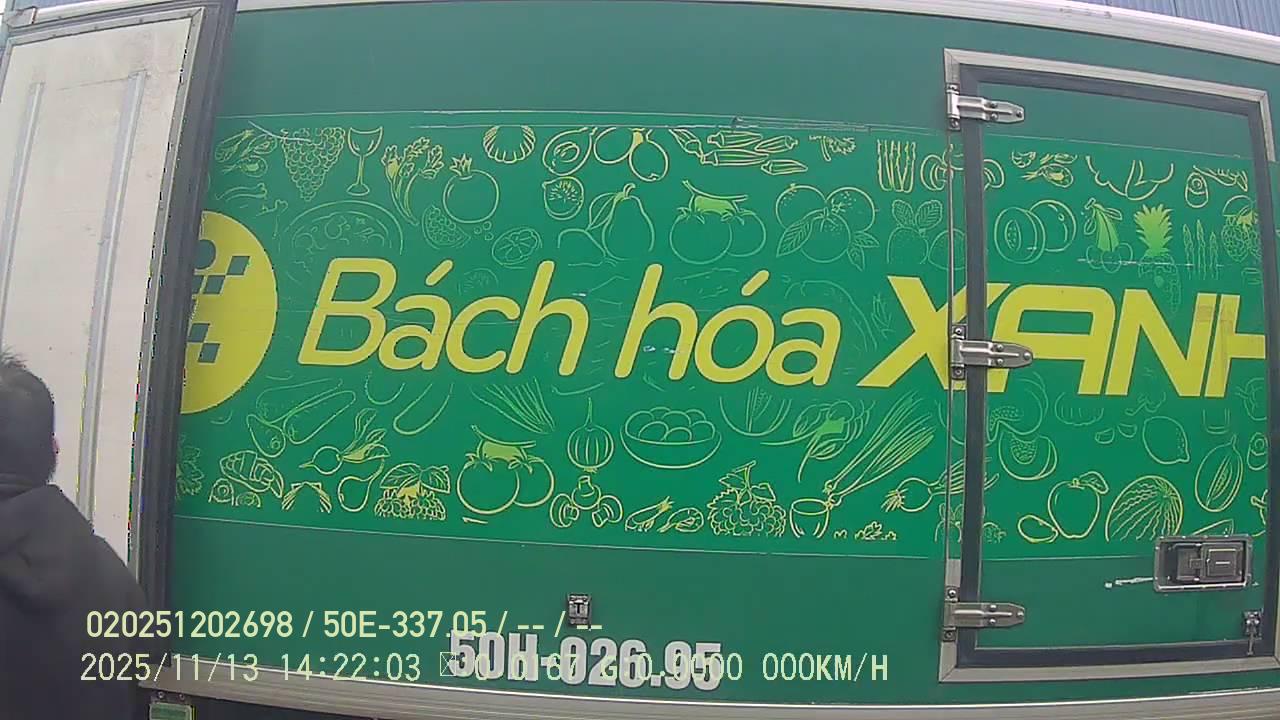 Bách hóa XANH
020251202698 / 50E-337.05 / -- / --
50H-026.95
2025/11/13 14:22:03 000KM/H